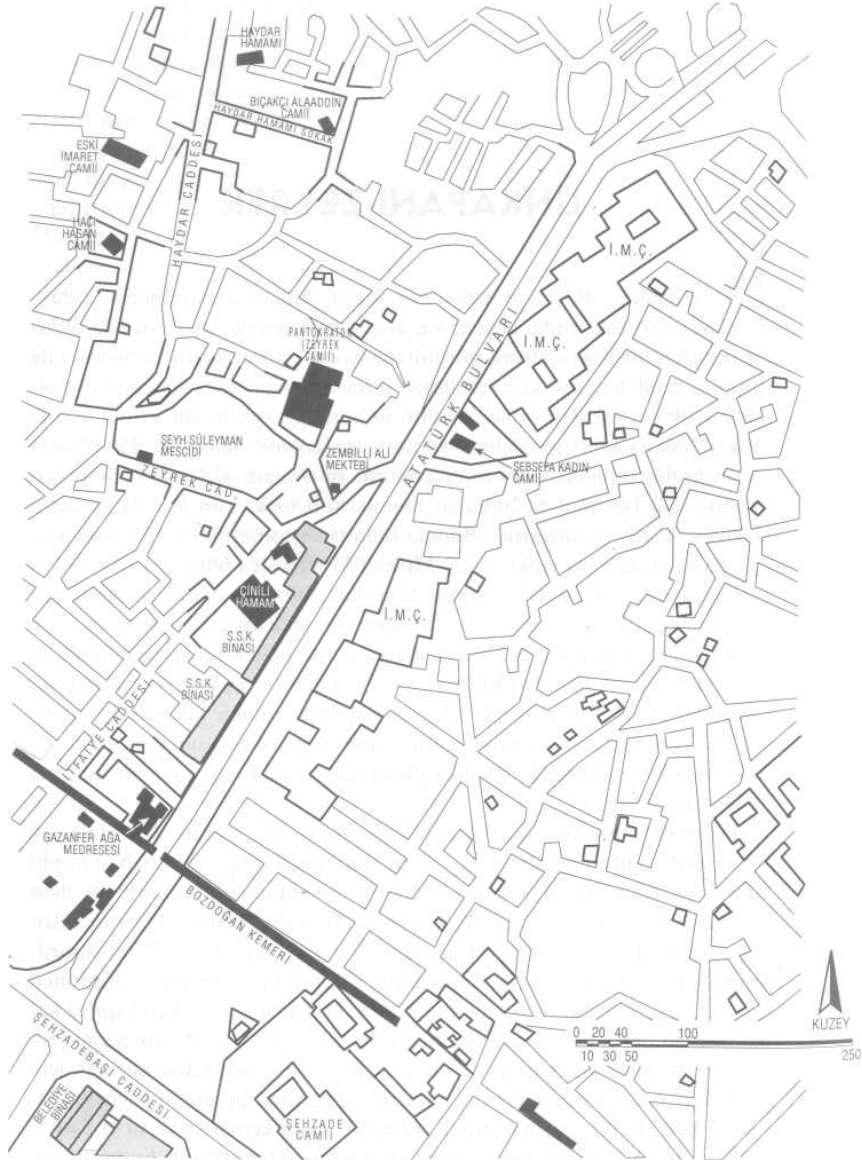 HAYDAR
HAMAMI
BIÇAKÇI ALAADDİN
CAMİİ
HAYDAR HAMAMI SOKAK
ESKİ
İMARET
CAMİİ
HAYDAR CADDESİ
UNKAPANI-ZEYREK
HACI
HASAN
CAMİİ
İ.M.Ç.
İ.M.Ç.
PANTOKRATOR
(ZEYREK
CAMİİ)
ATATÜRK BULVARI
ŞEYH SÜLEYMAN
MESCİDİ
ZEMBİLLİ ALİ
MEKTEBİ
ŞEBSEFA KADIN
CAMİİ
ZEYREK CAD.
ÇİNİLİ
HAMAM
İ.M.Ç.
S.S.K.
BİNASI
S.S.K.
BİNASI
İTFAİYE CADDESİ
GAZANFER AĞA
MEDRESESİ
BOZDOĞAN KEMERİ
KUZEY
0 20 40 100
10 30 50 250
ŞEHZADEBAŞI CADDESİ
BELEDİYE
BİNASI
ŞEHZADE
CAMİİ